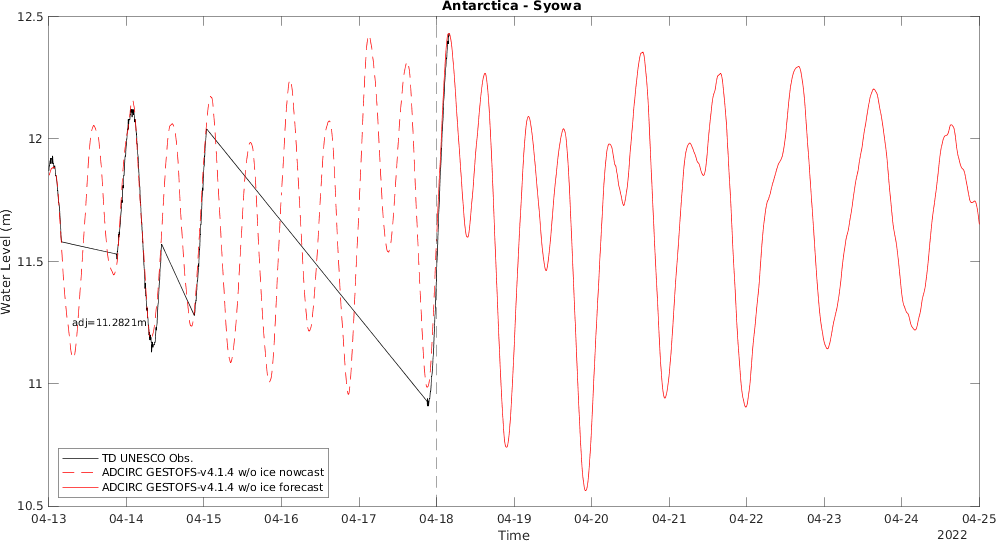 Antarctica - Syowa
12.5
12
11.5
11
10.5
Water Level (m)
adj=11.2821m
TD UNESCO Obs.
ADCIRC GESTOFS-v4.1.4 w/o ice nowcast
ADCIRC GESTOFS-v4.1.4 w/o ice forecast
04-13 04-14 04-15 04-16 04-17 04-18 04-19 04-20 04-21 04-22 04-23 04-24 04-25
Time
2022